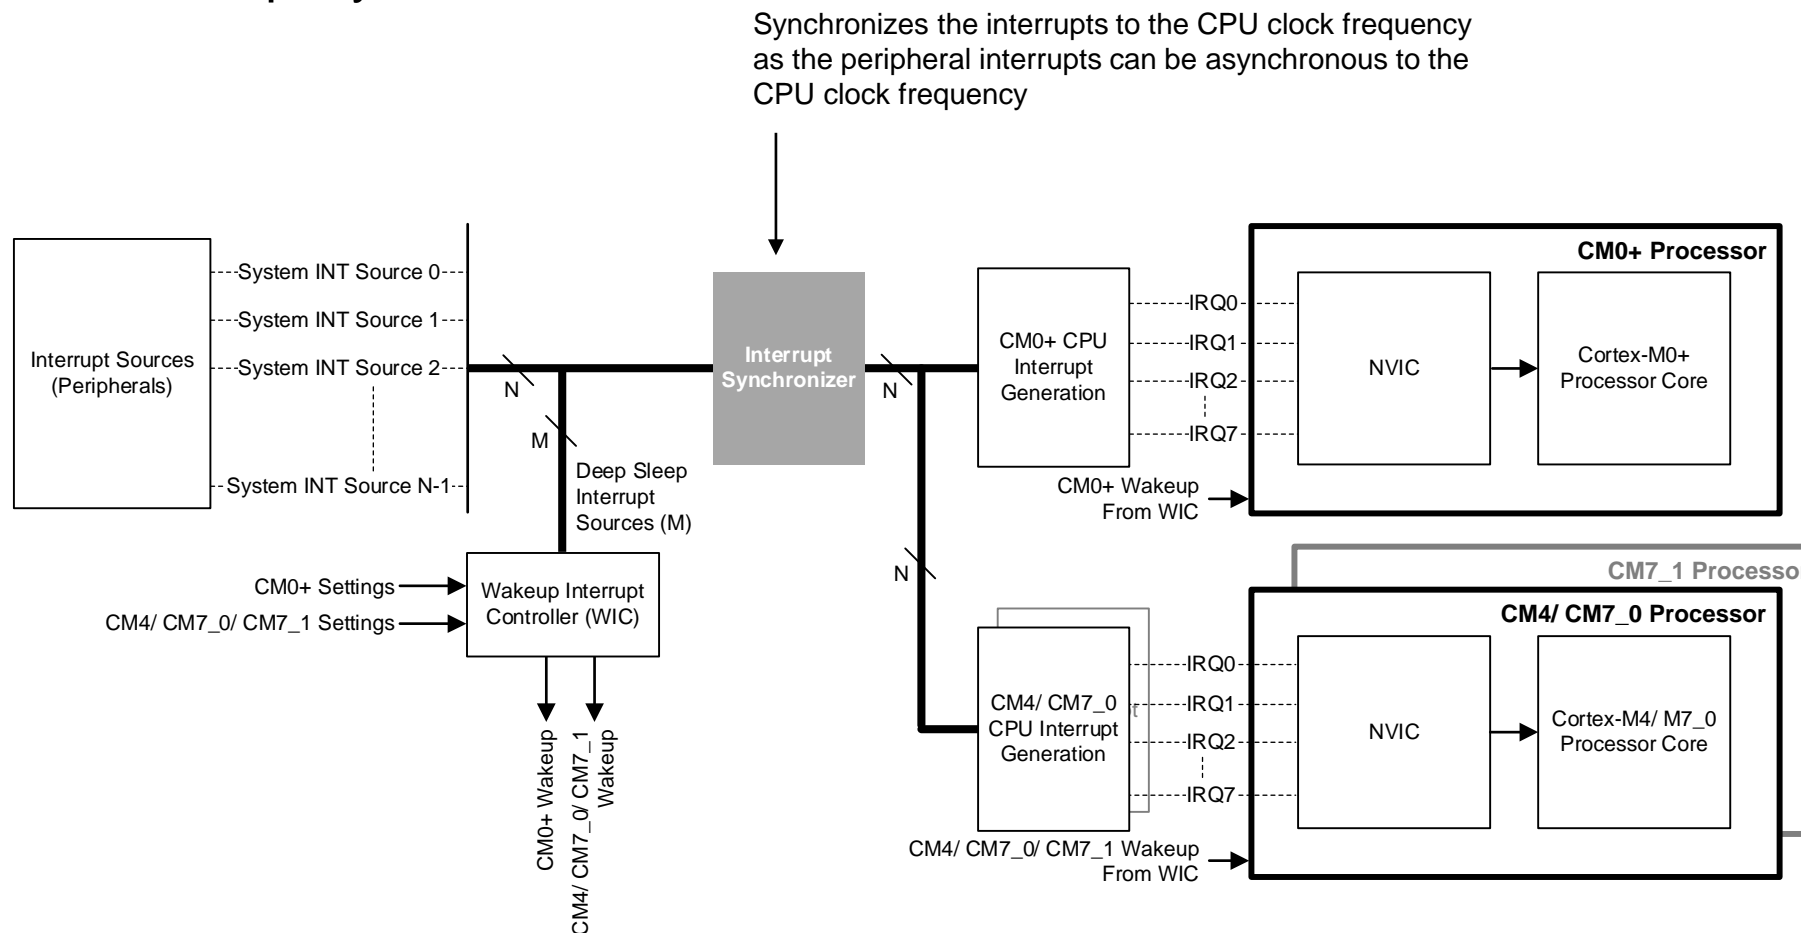 Synchronizes the interrupts to the CPU clock frequency
as the peripheral interrupts can be asynchronous to the
CPU clock frequency
Interrupt Sources
(Peripherals)
System INT Source 0
System INT Source 1
System INT Source 2
System INT Source N-1
N
M
Deep Sleep
Interrupt
Sources (M)
Interrupt
Synchronizer
N
N
CM0+ Settings
CM4/ CM7_0/ CM7_1 Settings
Wakeup Interrupt
Controller (WIC)
CM0+ Wakeup
CM4/ CM7_0/ CM7_1
Wakeup
CM0+ CPU
Interrupt
Generation
IRQ0
IRQ1
IRQ2
IRQ7
CM0+ Wakeup
From WIC
CM0+ Processor
NVIC
Cortex-M0+
Processor Core
CM4/ CM7_0
CPU Interrupt
Generation
IRQ0
IRQ1
IRQ2
IRQ7
CM4/ CM7_0/ CM7_1 Wakeup
From WIC
CM7_1
CM4/ CM7_0 Processor
NVIC
Cortex-M4/ M7_0
Processor Core